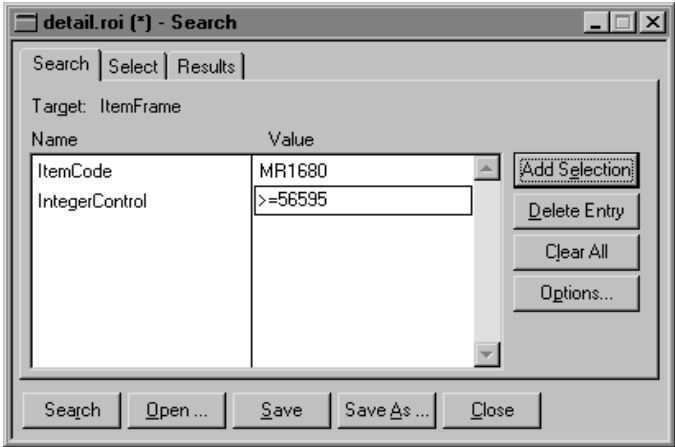 detail.roi (*) - Search
Search Select Results
Target: ItemFrame
Name Value
ItemCode MR1680
IntegerControl >=56595
Add Selection
Delete Entry
Clear All
Options...
Search Open ... Save Save As ... Close